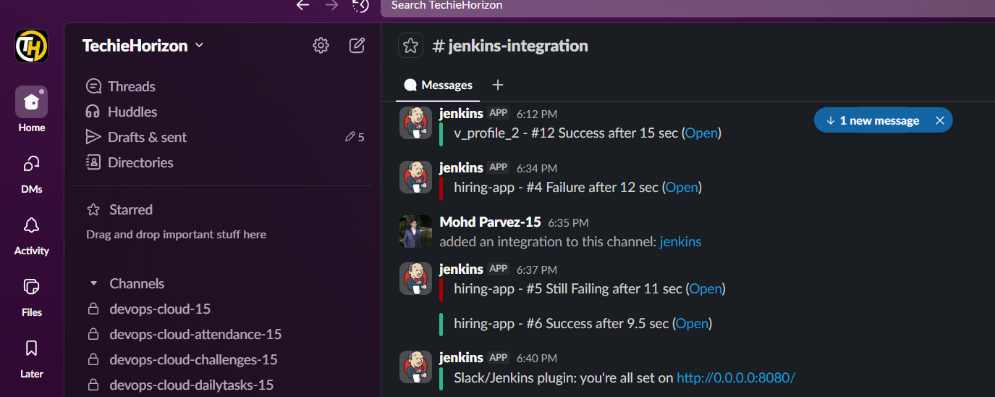 Search TechieHorizon
TH
TechieHorizon
# jenkins-integration
Threads
Messages
Home
Huddles
jenkins APP 6:12 PM
v_profile_2 - #12 Success after 15 sec (Open)
1 new message
Drafts & sent 5
Directories
DMs
jenkins APP 6:34 PM
hiring-app - #4 Failure after 12 sec (Open)
Starred
Drag and drop important stuff here
Mohd Parvez-15 6:35 PM
added an integration to this channel: jenkins
Activity
jenkins APP 6:37 PM
hiring-app - #5 Still Failing after 11 sec (Open)
Channels
devops-cloud-15
Files
hiring-app - #6 Success after 9.5 sec (Open)
devops-cloud-attendance-15
devops-cloud-challenges-15
jenkins APP 6:40 PM
Slack/Jenkins plugin: you're all set on http://0.0.0.0:8080/
Later
devops-cloud-dailytasks-15